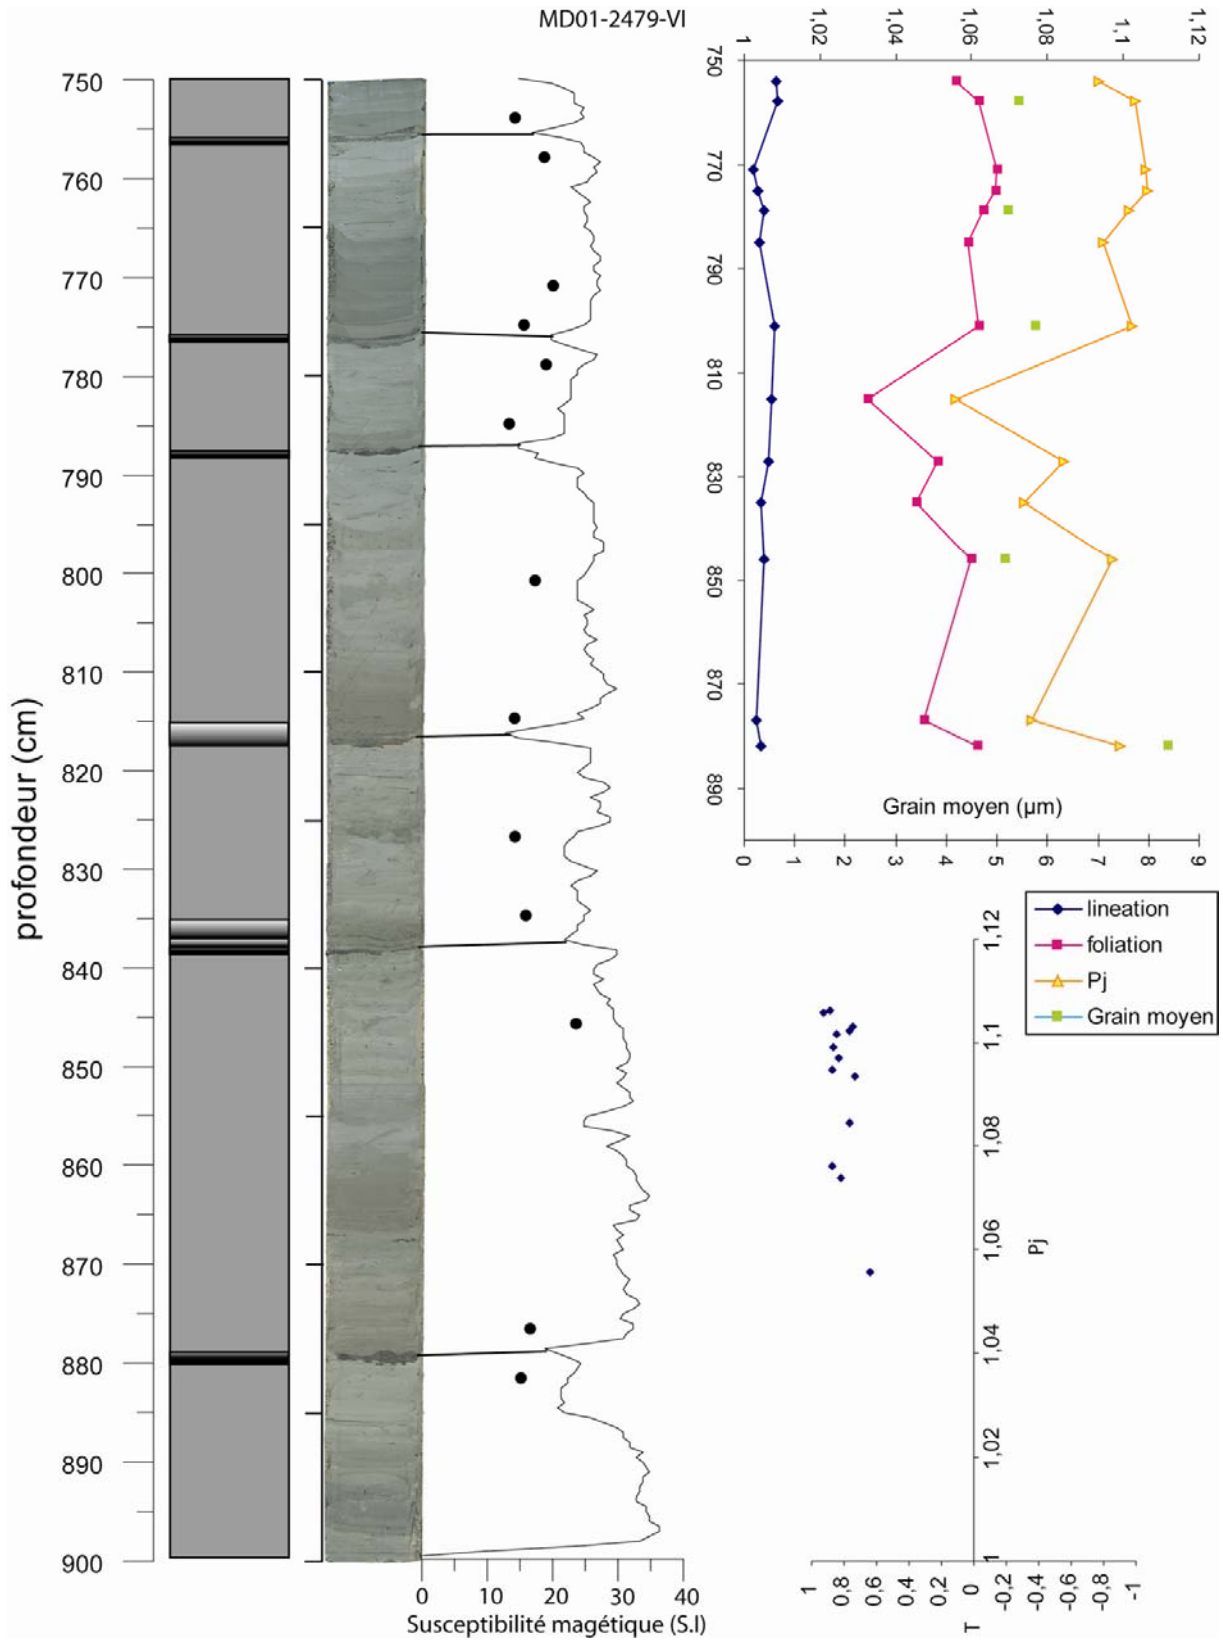 MD01-2479-VI
profondeur (cm)
750
760
770
780
790
800
810
820
830
840
850
860
870
880
890
900
0 10 20 30 40
Susceptibilité magétique (S.I)
1 1,02 1,04 1,06 1,08 1,1 1,12
750
770
790
810
830
850
870
890
Grain moyen (µm)
0 1 2 3 4 5 6 7 8 9
lineation
foliation
Pj
Grain moyen
1,12
1,1
1,08
1,06
1,04
1,02
1
Pj
1 0,8 0,6 0,4 0,2 0 -0,2 -0,4 -0,6 -0,8 -1
T